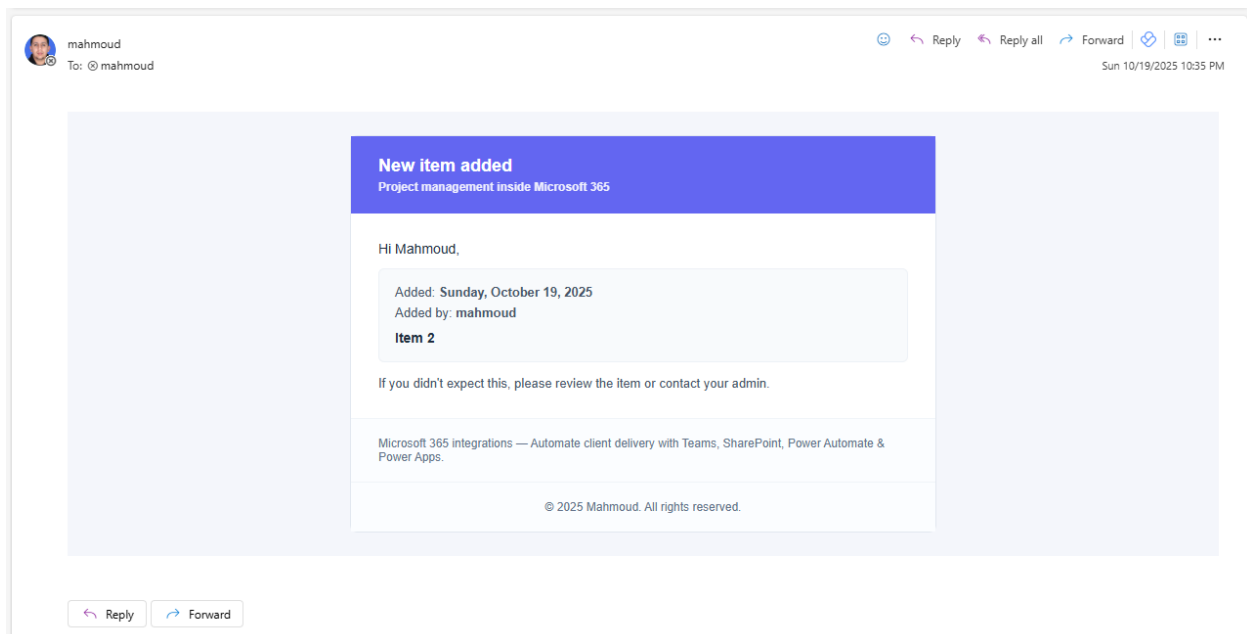 mahmoud
To: mahmoud
Reply
Reply all
Forward
Sun 10/19/2025 10:35 PM
New item added
Project management inside Microsoft 365
Hi Mahmoud,
Added: Sunday, October 19, 2025
Added by: mahmoud
Item 2
If you didn't expect this, please review the item or contact your admin.
Microsoft 365 integrations — Automate client delivery with Teams, SharePoint, Power Automate &
Power Apps.
© 2025 Mahmoud. All rights reserved.
Reply
Forward